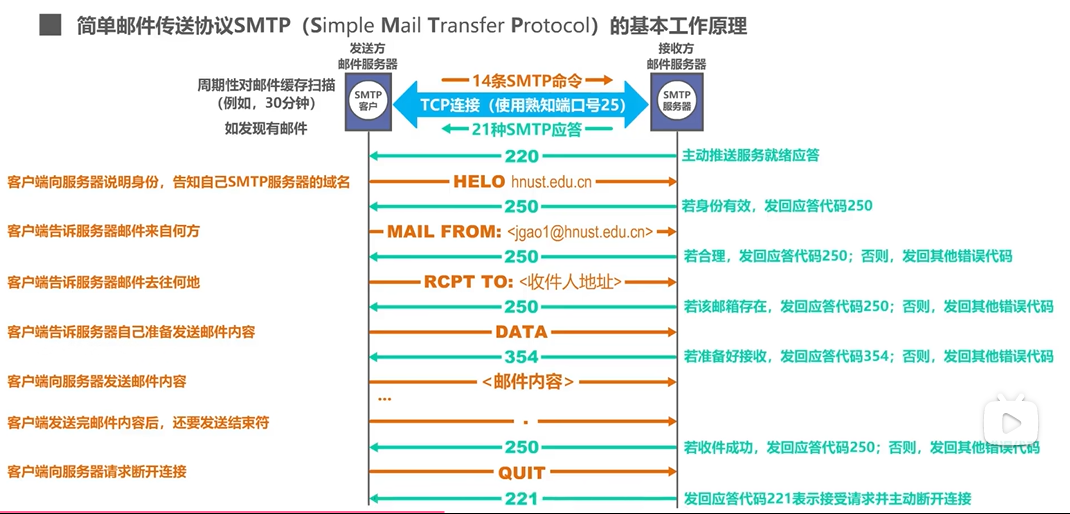 简单邮件传送协议SMTP（Simple Mail Transfer Protocol）的基本工作原理
发送方
邮件服务器
接收方
邮件服务器
周期性对邮件缓存扫描
（例如，30分钟）
如发现有邮件
SMTP
客户
14条SMTP命令
TCP连接（使用熟知端口号25）
21种SMTP应答
SMTP
服务器
220
主动推送服务就绪应答
客户端向服务器说明身份，告知自己SMTP服务器的域名
HELO hnust.edu.cn
250
若身份有效，发回应答代码250
客户端告诉服务器邮件来自何方
MAIL FROM: <jgao1@hnust.edu.cn>
250
若合理，发回应答代码250；否则，发回其他错误代码
客户端告诉服务器邮件去往何地
RCPT TO: <收件人地址>
250
若该邮箱存在，发回应答代码250；否则，发回其他错误代码
客户端告诉服务器自己准备发送邮件内容
DATA
354
若准备好接收，发回应答代码354；否则，发回其他错误代码
客户端向服务器发送邮件内容
<邮件内容>
...
客户端发送完邮件内容后，还要发送结束符
.
250
若收件成功，发回应答代码250；否则，发回其他错误代码
客户端向服务器请求断开连接
QUIT
221
发回应答代码221表示接受请求并主动断开连接